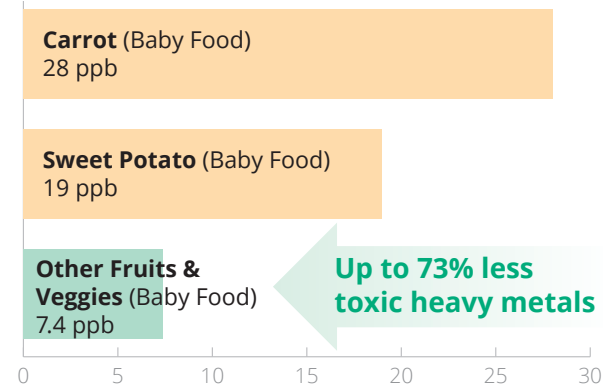 Carrot (Baby Food)
28 ppb
Sweet Potato (Baby Food)
19 ppb
Other Fruits &
Veggies (Baby Food)
7.4 ppb
Up to 73% less
toxic heavy metals
0 5 10 15 20 25 30